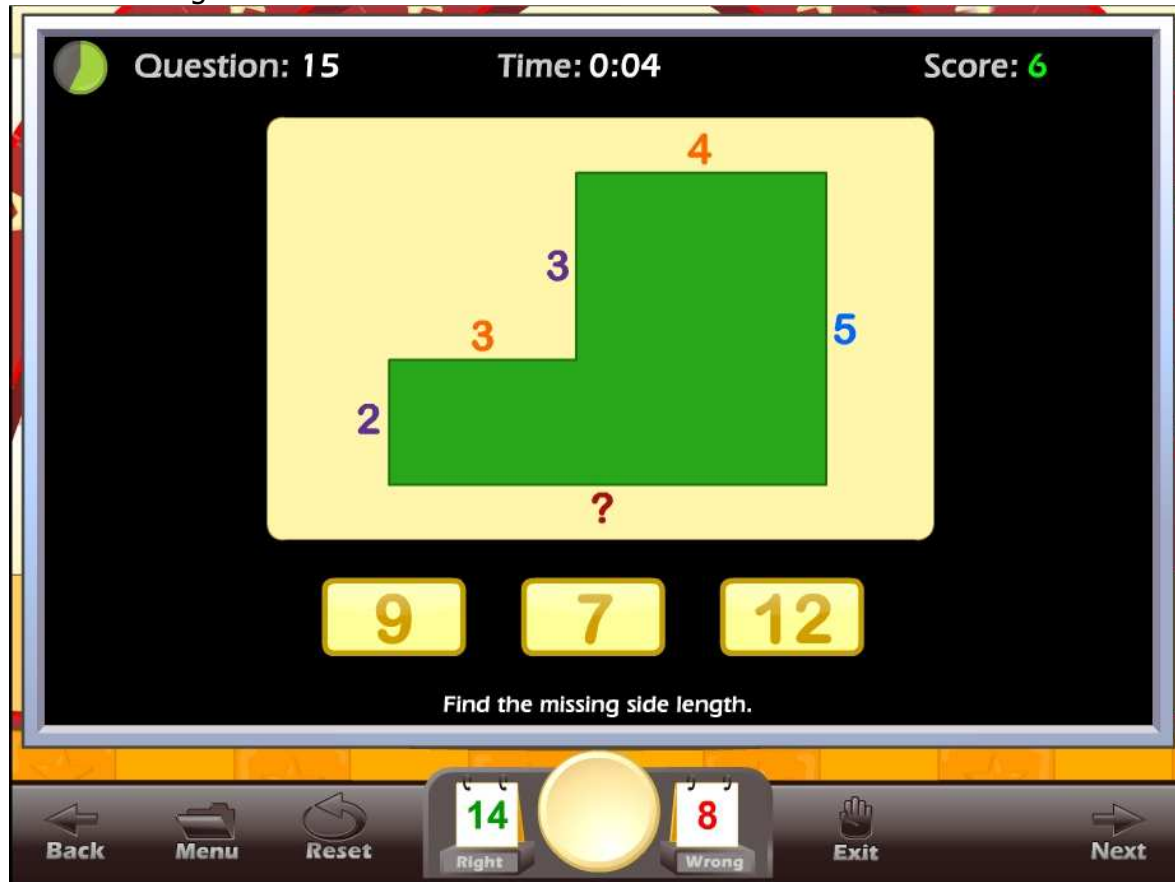 Question: 15 Time: 0:04 Score: 6
4
3
3
5
2
?
9 7 12
Find the missing side length.
14 8
Right Wrong
Back Menu Reset Exit Next